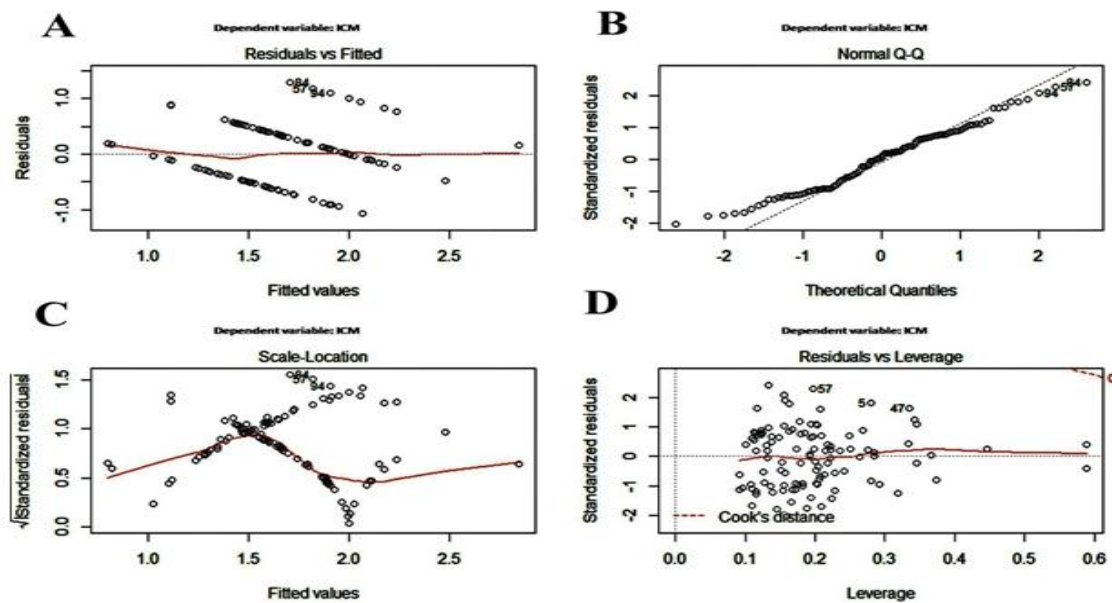 A
Dependent variable: ICM
Residuals vs Fitted
84
57
94
Residuals
1.0
0.0
-1.0
1.0
1.5
2.0
2.5
Fitted values
B
Dependent variable: ICM
Normal Q-Q
84
57
94
Standardized residuals
2
1
0
-1
-2
-2
-1
0
1
2
Theoretical Quantiles
C
Dependent variable: ICM
Scale-Location
84
57
94
√|Standardized residuals|
1.5
1.0
0.5
0.0
1.0
1.5
2.0
2.5
Fitted values
D
Dependent variable: ICM
Residuals vs Leverage
57
5
47
Standardized residuals
2
1
0
-1
-2
Cook's distance
0.0
0.1
0.2
0.3
0.4
0.5
0.6
Leverage